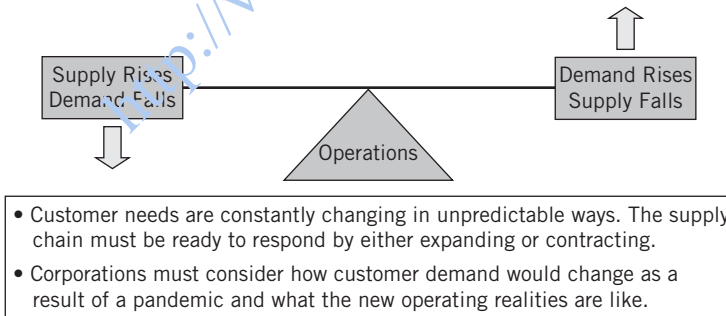 http://
Supply Rises
Demand Falls
Demand Rises
Supply Falls
Operations
• Customer needs are constantly changing in unpredictable ways. The supply
chain must be ready to respond by either expanding or contracting.
• Corporations must consider how customer demand would change as a
result of a pandemic and what the new operating realities are like.